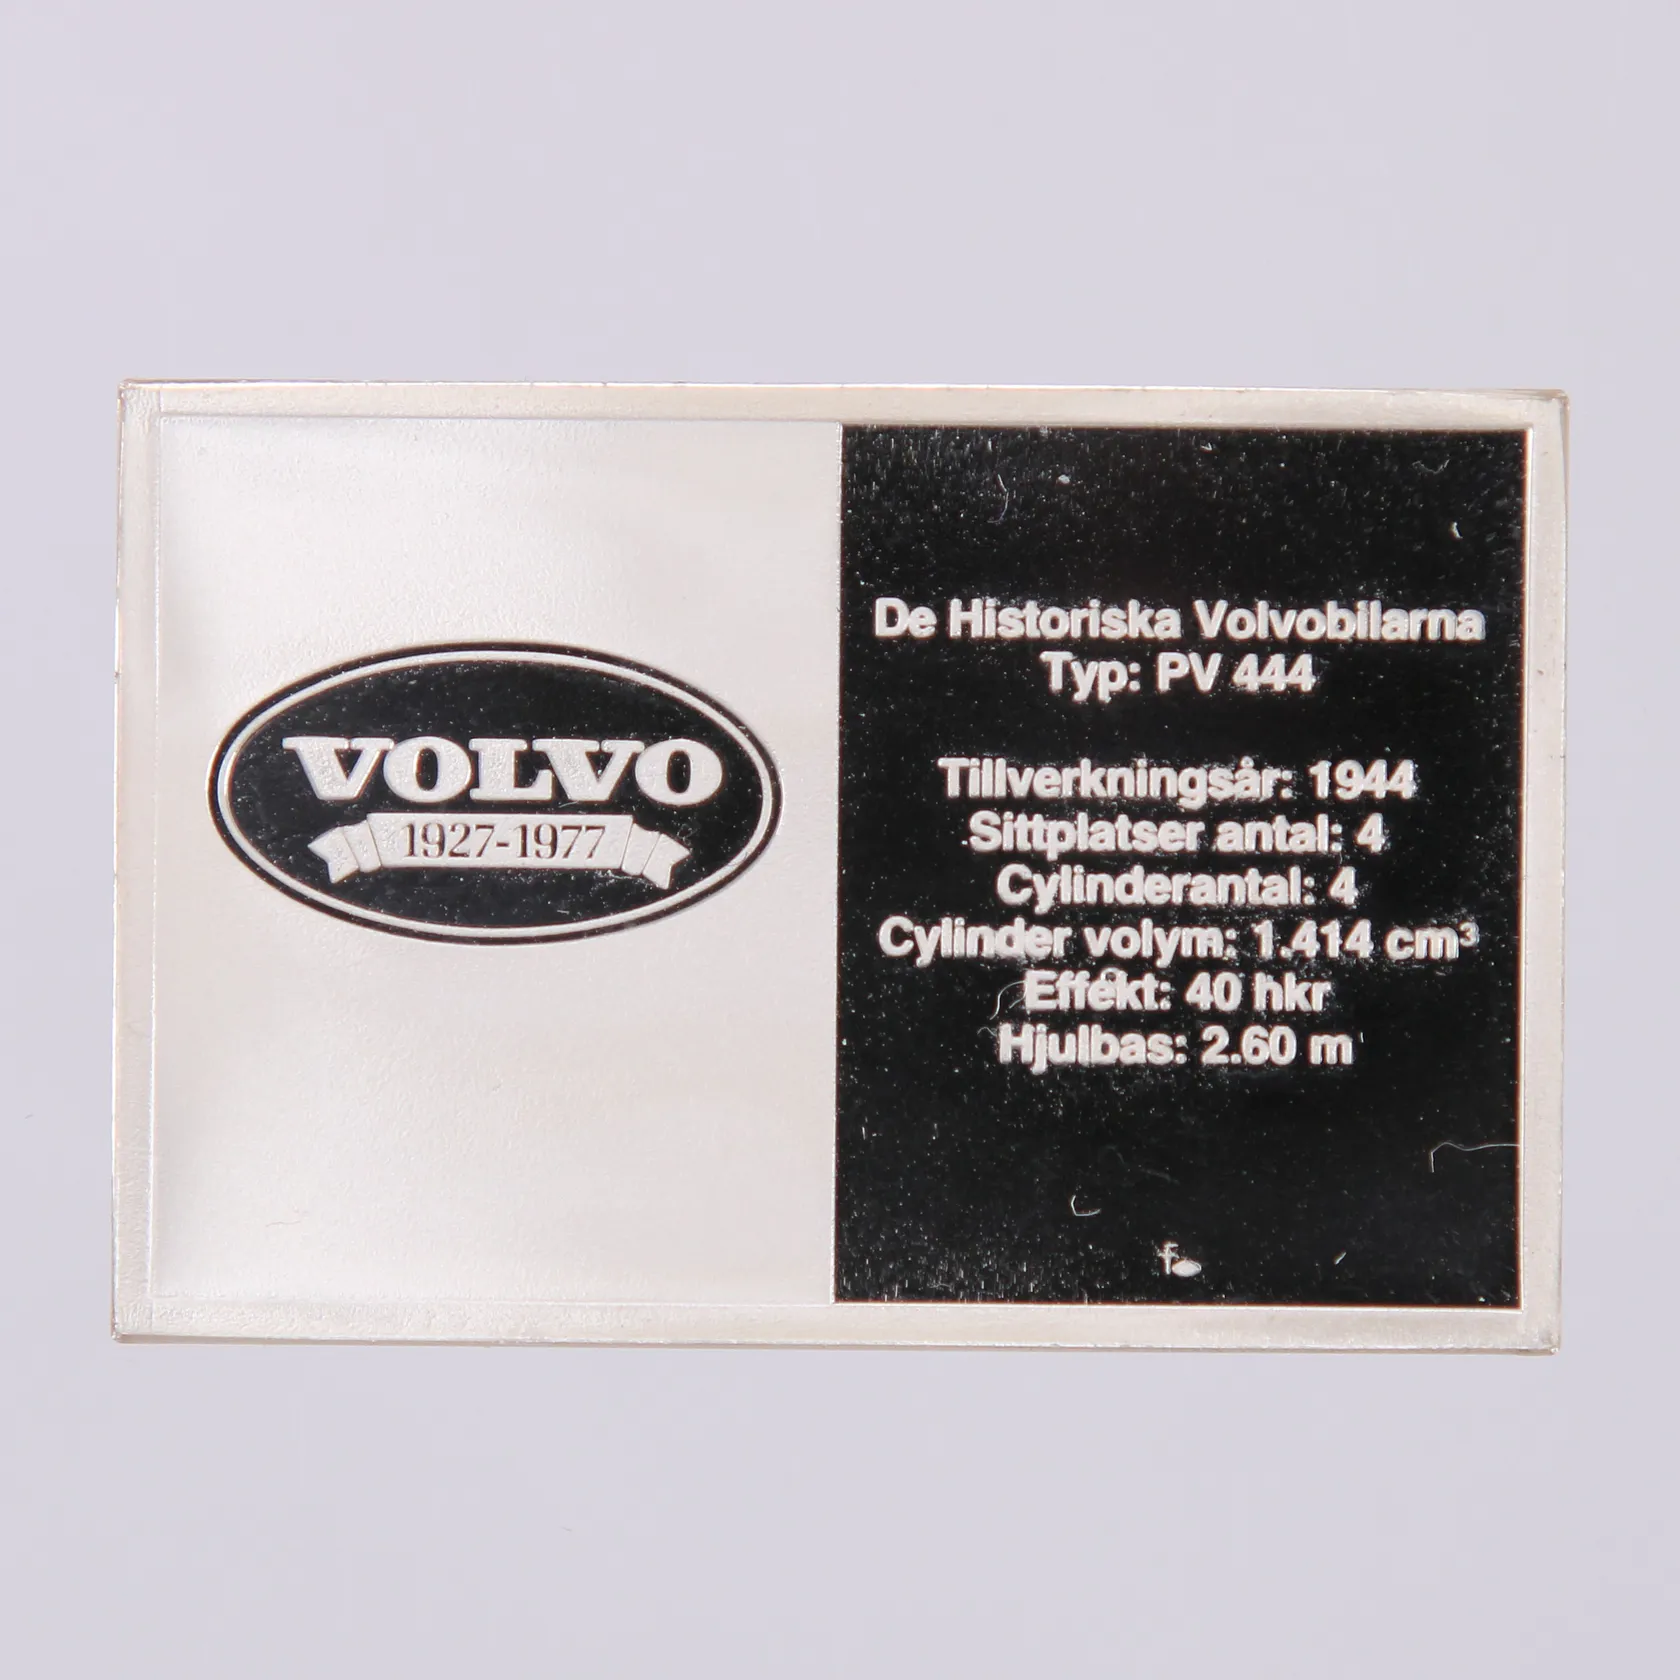 VOLVO
1927-1977
De Historiska Volvobilarna
Typ: PV 444
Tillverkningsår: 1944
Sittplatser antal: 4
Cylinderantal: 4
Cylinder volym: 1.414 cm³
Effekt: 40 hkr
Hjulbas: 2.60 m